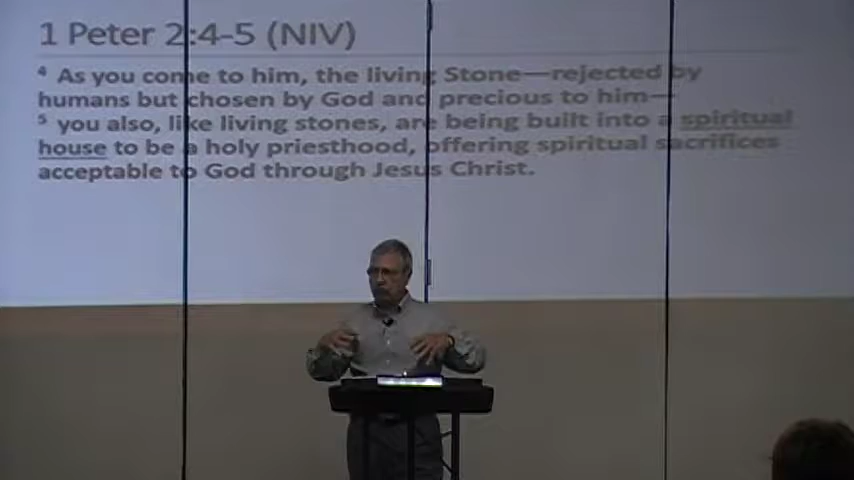 1 Peter 2:4-5 (NIV)
4 As you come to him, the living Stone—rejected by
humans but chosen by God and precious to him—
5 you also, like living stones, are being built into a spiritual
house to be a holy priesthood, offering spiritual sacrifices
acceptable to God through Jesus Christ.